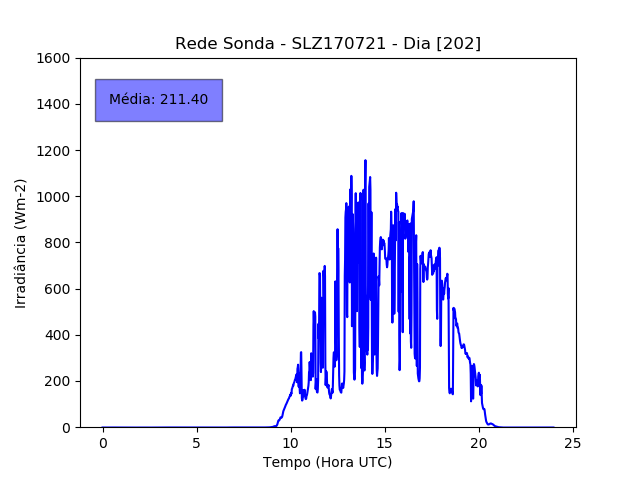 Rede Sonda - SLZ170721 - Dia [202]
1600
1400
1200
1000
800
600
400
200
0
Média: 211.40
Irradiância (Wm-2)
0 5 10 15 20 25
Tempo (Hora UTC)